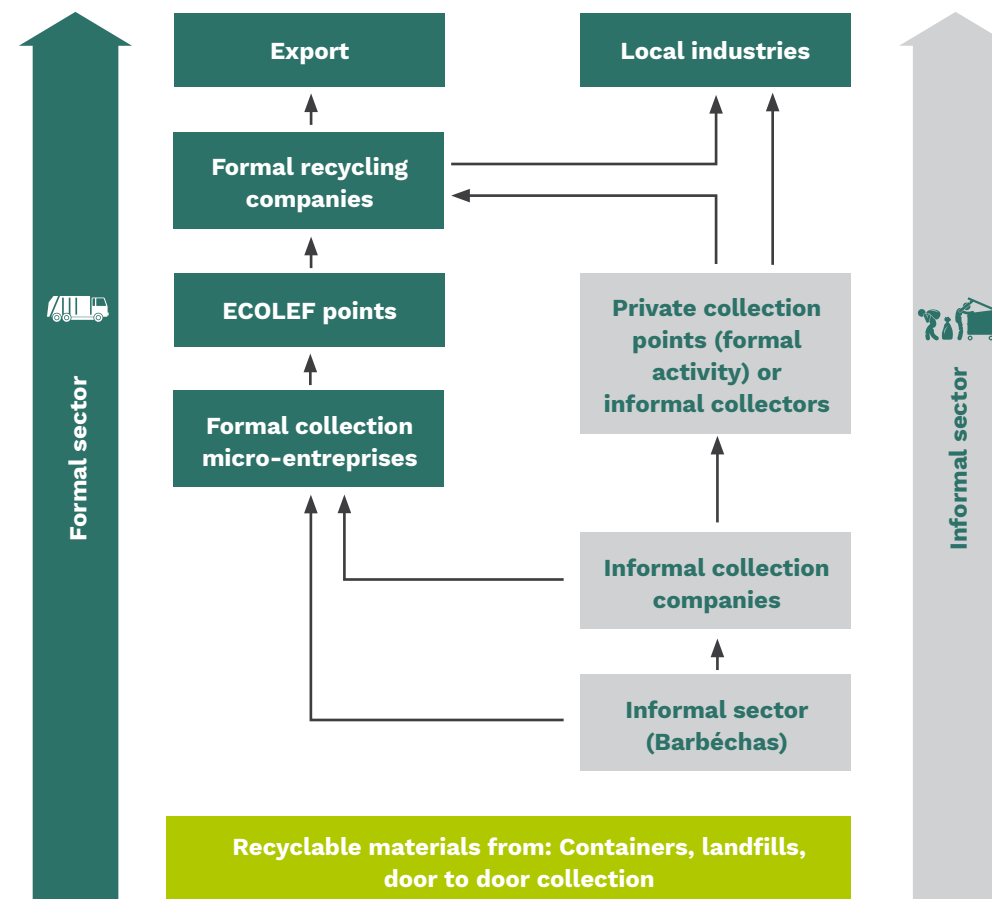 Export
Local industries
Formal recycling
companies
ECOLEF points
Private collection
points (formal
activity) or
informal collectors
Formal collection
micro-entreprises
Formal sector
Informal sector
Informal collection
companies
Informal sector
(Barbéchas)
Recyclable materials from: Containers, landfills,
door to door collection